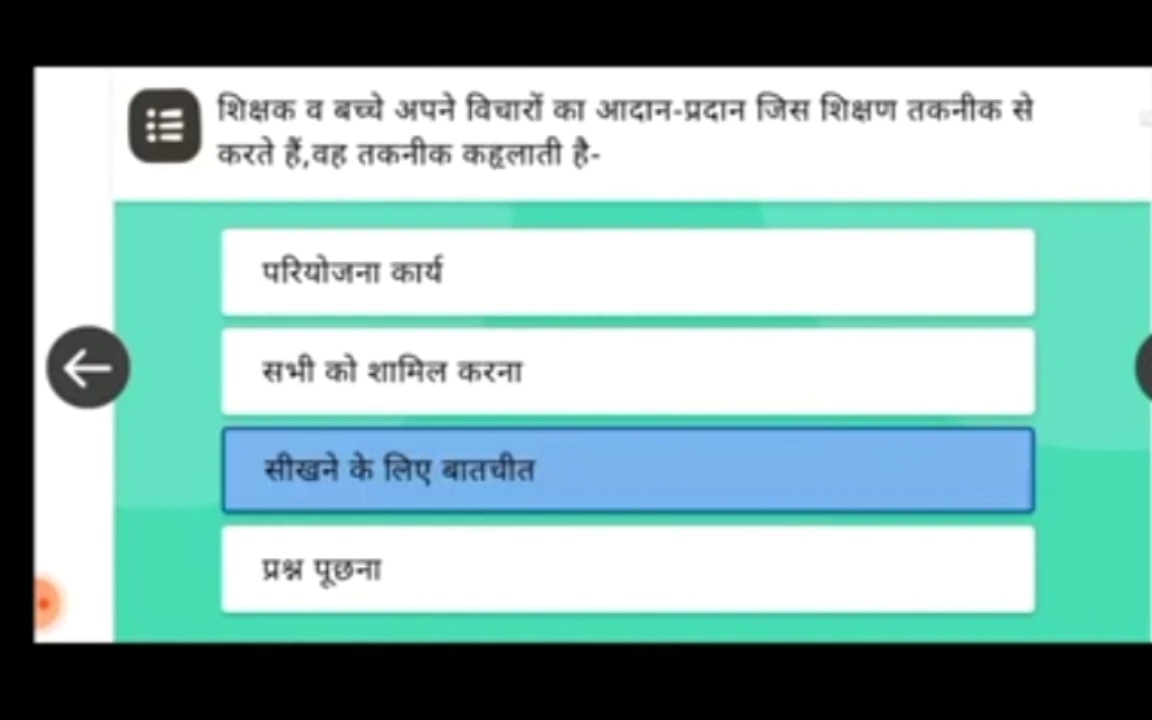 शिक्षक व बच्चे अपने विचारों का आदान-प्रदान जिस शिक्षण तकनीक से
करते हैं,वह तकनीक कहलाती है-
परियोजना कार्य
सभी को शामिल करना
सीखने के लिए बातचीत
प्रश्न पूछना